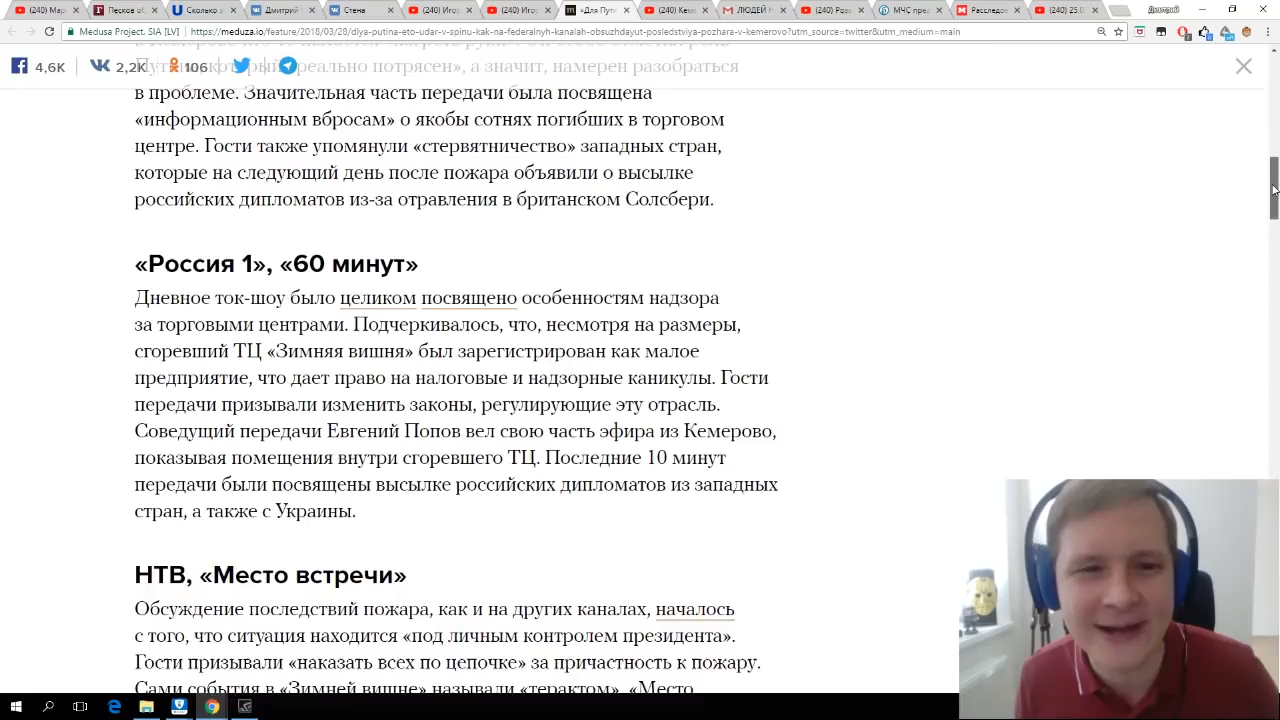 (240) Мар
Песков об
Сколько д
Дмитрий
Стена
(240) Игор
(240) Игор
«Для Пути
(240) Кеме
ЛЮДЕЙ Н
(240) Розы
МЧС пред
Расследос
(240) 25.0
Дмитрий
Medusa Project, SIA [LV] https://meduza.io/feature/2018/03/28/dlya-putina-eto-udar-v-spinu-kak-na-federalnyh-kanalah-obsuzhdayut-posledstviya-pozhara-v-kemerovo?utm_source=twitter&utm_medium=main
4,6K 2,2K 106
реально потрясен», а значит, намерен разобраться
в проблеме. Значительная часть передачи была посвящена
«информационным вбросам» о якобы сотнях погибших в торговом
центре. Гости также упомянули «стервятничество» западных стран,
которые на следующий день после пожара объявили о высылке
российских дипломатов из-за отравления в британском Солсбери.
«Россия 1», «60 минут»
Дневное ток-шоу было целиком посвящено особенностям надзора
за торговыми центрами. Подчеркивалось, что, несмотря на размеры,
сгоревший ТЦ «Зимняя вишня» был зарегистрирован как малое
предприятие, что дает право на налоговые и надзорные каникулы. Гости
передачи призывали изменить законы, регулирующие эту отрасль.
Соведущий передачи Евгений Попов вел свою часть эфира из Кемерово,
показывая помещения внутри сгоревшего ТЦ. Последние 10 минут
передачи были посвящены высылке российских дипломатов из западных
стран, а также с Украины.
НТВ, «Место встречи»
Обсуждение последствий пожара, как и на других каналах, началось
с того, что ситуация находится «под личным контролем президента».
Гости призывали «наказать всех по цепочке» за причастность к пожару.
Сами события в «Зимней вишне» называли «терактом». «Место